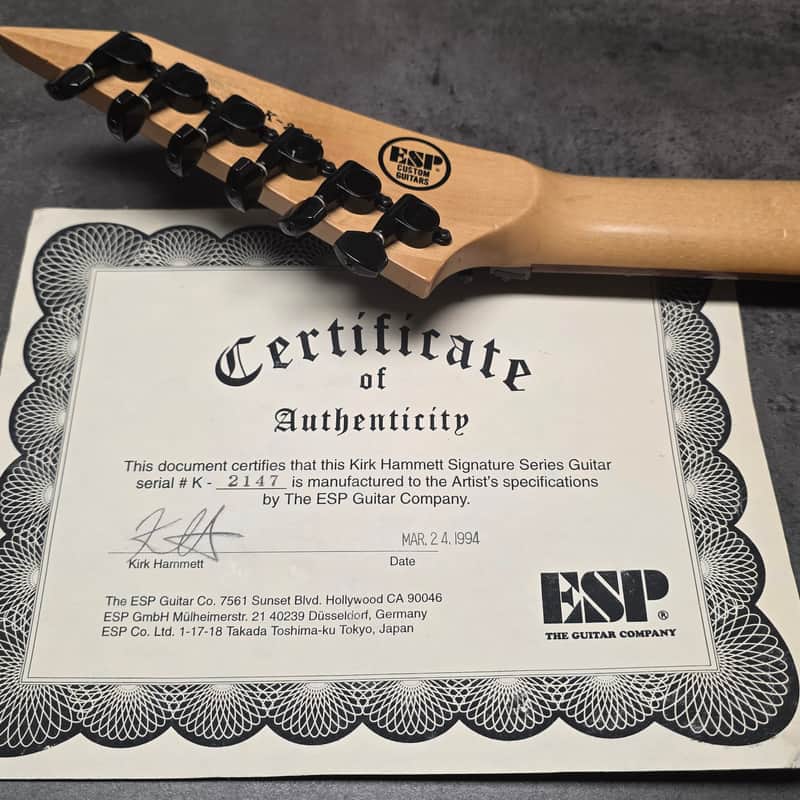 ESP
CUSTOM
GUITARS
Certificate
of
Authenticity
This document certifies that this Kirk Hammett Signature Series Guitar
serial # K - 2147 is manufactured to the Artist's specifications
by The ESP Guitar Company.
MAR. 24. 1994
Kirk Hammett Date
The ESP Guitar Co. 7561 Sunset Blvd. Hollywood CA 90046
ESP GmbH Mülheimerstr. 21 40239 Düsseldorf, Germany
ESP Co. Ltd. 1-17-18 Takada Toshima-ku Tokyo, Japan
ESP®
THE GUITAR COMPANY